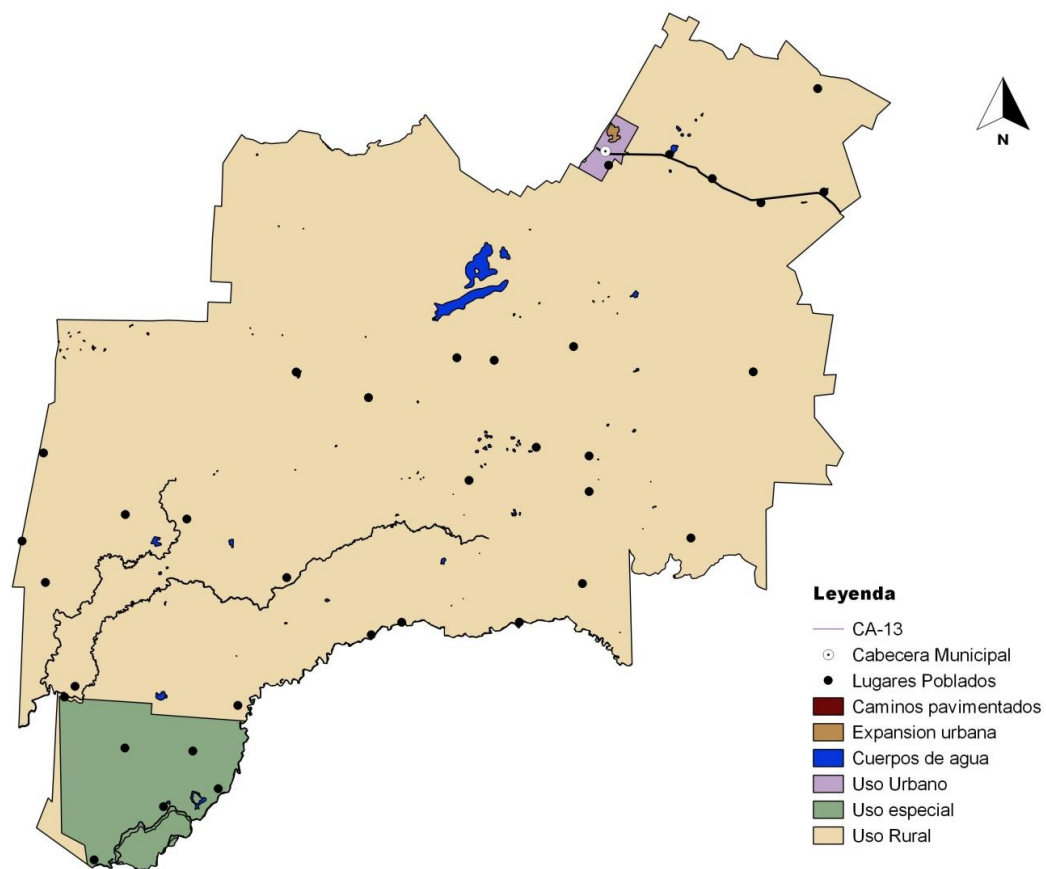 N
Leyenda
CA-13
Cabecera Municipal
Lugares Poblados
Caminos pavimentados
Expansion urbana
Cuerpos de agua
Uso Urbano
Uso especial
Uso Rural